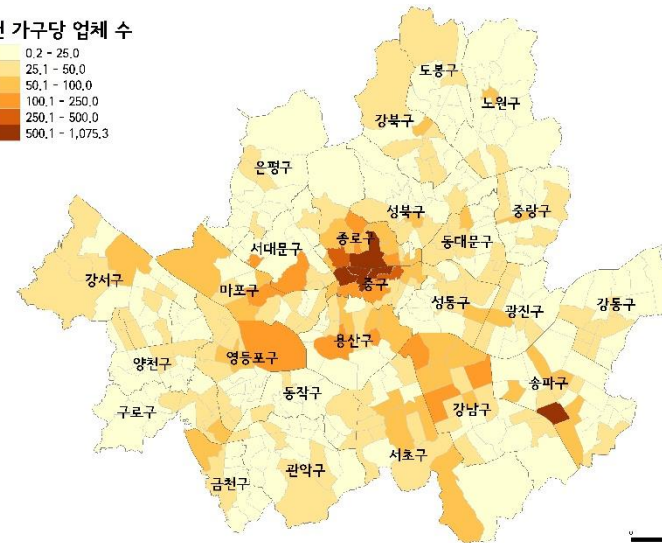 가구당 업체 수
0.2 - 25.0
25.1 - 50.0
50.1 - 100.0
100.1 - 250.0
250.1 - 500.0
500.1 - 1,075.3
도봉구
노원구
강북구
은평구
성북구
중랑구
종로구
동대문구
서대문구
강서구
마포구
중구
성동구
광진구
강동구
용산구
양천구
영등포구
동작구
송파구
구로구
강남구
서초구
관악구
금천구
0